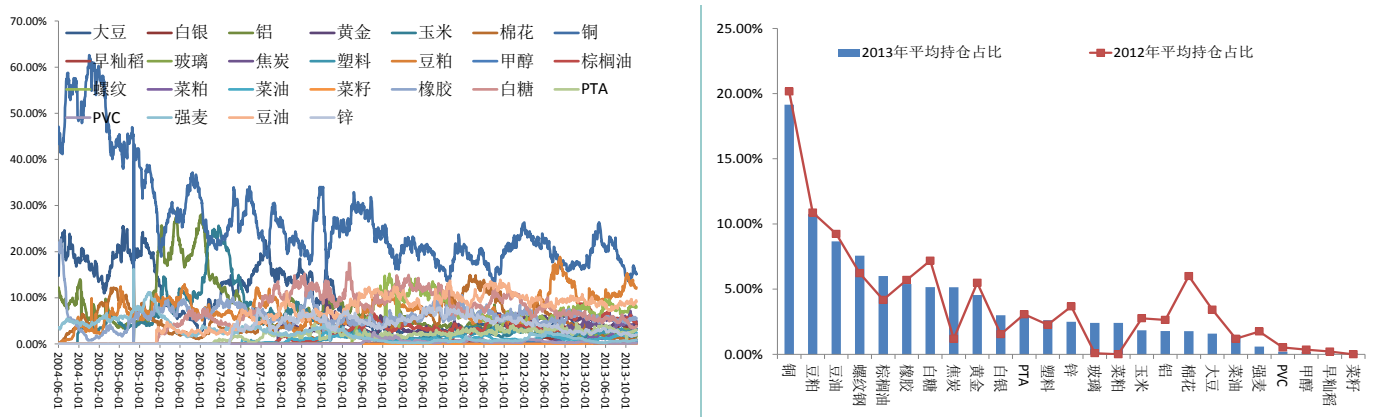 70.00%
60.00%
50.00%
40.00%
30.00%
20.00%
10.00%
0.00%
大豆 白银 铝 黄金 玉米 棉花 铜
早籼稻 玻璃 焦炭 塑料 豆粕 甲醇 棕榈油
螺纹 菜粕 菜油 菜籽 橡胶 白糖 PTA
PVC 强麦 豆油 锌
2004-06-01
2004-10-01
2005-02-01
2005-06-01
2005-10-01
2006-02-01
2006-06-01
2006-10-01
2007-02-01
2007-06-01
2007-10-01
2008-02-01
2008-06-01
2008-10-01
2009-02-01
2009-06-01
2009-10-01
2010-02-01
2010-06-01
2010-10-01
2011-02-01
2011-06-01
2011-10-01
2012-02-01
2012-06-01
2012-10-01
2013-02-01
2013-06-01
2013-10-01
25.00%
20.00%
15.00%
10.00%
5.00%
0.00%
2013年平均持仓占比 2012年平均持仓占比
铜
豆粕
豆油
螺纹钢
棕榈油
橡胶
白糖
焦炭
黄金
白银
PTA
塑料
锌
玻璃
菜粕
玉米
铝
棉花
大豆
菜油
强麦
PVC
甲醇
早籼稻
菜籽